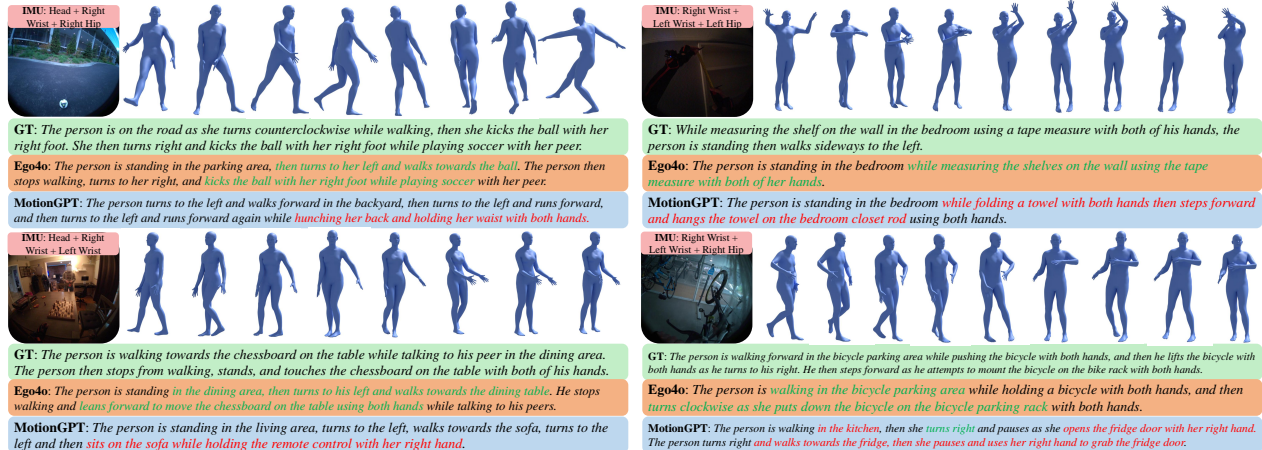 IMU: Head + Right
Wrist + Right Hip
GT: The person is on the road as she turns counterclockwise while walking, then she kicks the ball with her
right foot. She then turns right and kicks the ball with her right foot while playing soccer with her peer.
Ego4o: The person is standing in the parking area, then turns to her left and walks towards the ball. The person then
stops walking, turns to her right, and kicks the ball with her right foot while playing soccer with her peer.
MotionGPT: The person turns to the left and walks forward in the backyard, then turns to the left and runs forward,
and then turns to the left and runs forward again while hunching her back and holding her waist with both hands.
IMU: Right Wrist +
Left Wrist + Left Hip
GT: While measuring the shelf on the wall in the bedroom using a tape measure with both of his hands, the
person is standing then walks sideways to the left.
Ego4o: The person is standing in the bedroom while measuring the shelves on the wall using the tape
measure with both of her hands.
MotionGPT: The person is standing in the bedroom while folding a towel with both hands then steps forward
and hangs the towel on the bedroom closet rod using both hands.
IMU: Head + Right
Wrist + Left Wrist
GT: The person is walking towards the chessboard on the table while talking to his peer in the dining area.
The person then stops from walking, stands, and touches the chessboard on the table with both of his hands.
Ego4o: The person is standing in the dining area, then turns to his left and walks towards the dining table. He stops
walking and leans forward to move the chessboard on the table using both hands while talking to his peers.
MotionGPT: The person is standing in the living area, turns to the left, walks towards the sofa, turns to the
left and then sits on the sofa while holding the remote control with her right hand.
IMU: Right Wrist +
Left Wrist + Right Hip
GT: The person is walking forward in the bicycle parking area while pushing the bicycle with both hands, and then he lifts the bicycle with
both hands as he turns to his right. He then steps forward as he attempts to mount the bicycle on the bike rack with both hands.
Ego4o: The person is walking in the bicycle parking area while holding a bicycle with both hands, and then
turns clockwise as she puts down the bicycle on the bicycle parking rack with both hands.
MotionGPT: The person is walking in the kitchen, then she turns right and pauses as she opens the fridge door with her right hand.
The person turns right and walks towards the fridge, then she pauses and uses her right hand to grab the fridge door.